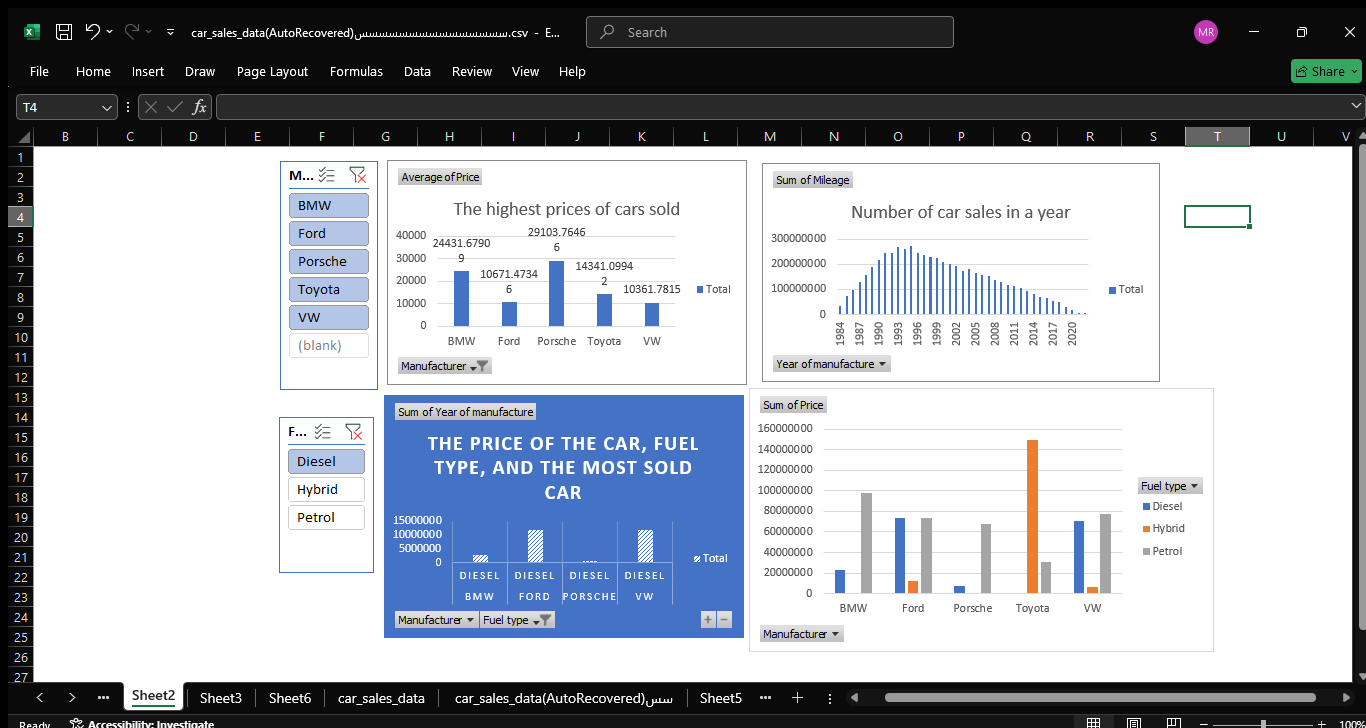 car_sales_data(AutoRecovered)سسسسسسسسسسسسسسسس.csv - E...
Search
MR
File Home Insert Draw Page Layout Formulas Data Review View Help
Share
T4
fx
B C D E F G H I J K L M N O P Q R S T U V
1
2
3
4
5
6
7
8
9
10
11
12
13
14
15
16
17
18
19
20
21
22
23
24
25
26
27
M...
BMW
Ford
Porsche
Toyota
VW
(blank)
Average of Price
The highest prices of cars sold
40000
30000
20000
10000
0
24431.6790
9
10671.4734
6
29103.7646
6
14341.0994
2
10361.7815
Total
BMW Ford Porsche Toyota VW
Manufacturer
Sum of Mileage
Number of car sales in a year
300000000
200000000
100000000
0
Total
1984 1987 1990 1993 1996 1999 2002 2005 2008 2011 2014 2017 2020
Year of manufacture
F...
Diesel
Hybrid
Petrol
Sum of Year of manufacture
THE PRICE OF THE CAR, FUEL
TYPE, AND THE MOST SOLD
CAR
15000000
10000000
5000000
0
Total
DIESEL DIESEL DIESEL DIESEL
BMW FORD PORSCHE VW
Manufacturer Fuel type
+ −
Sum of Price
160000000
140000000
120000000
100000000
80000000
60000000
40000000
20000000
0
BMW Ford Porsche Toyota VW
Fuel type
Diesel
Hybrid
Petrol
Manufacturer
Sheet2 Sheet3 Sheet6 car_sales_data car_sales_data(AutoRecovered)سس Sheet5
Ready Accessibility: Investigate 100%